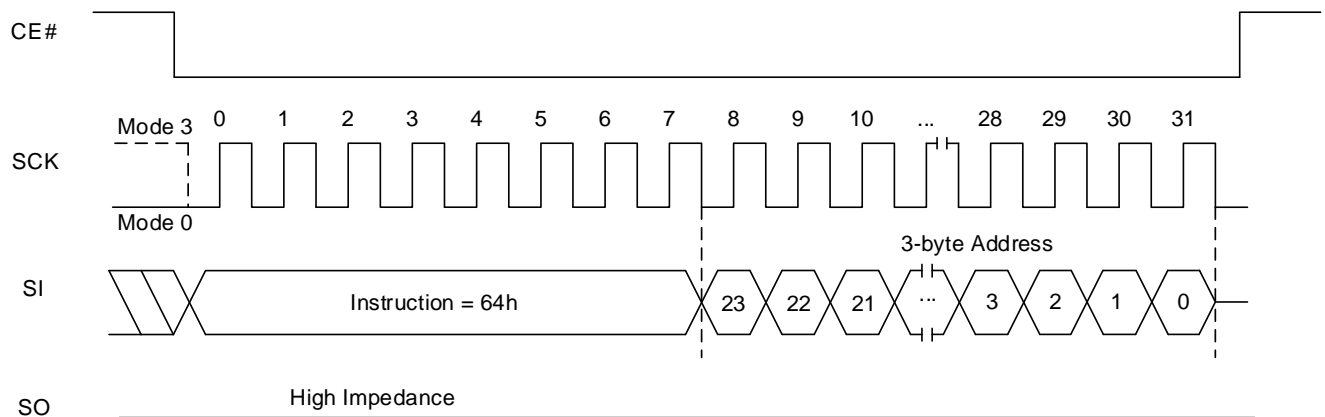 CE#
0 1 2 3 4 5 6 7 8 9 10 ... 28 29 30 31
Mode 3
SCK
Mode 0
3-byte Address
SI
Instruction = 64h 23 22 21 ... 3 2 1 0
High Impedance
SO